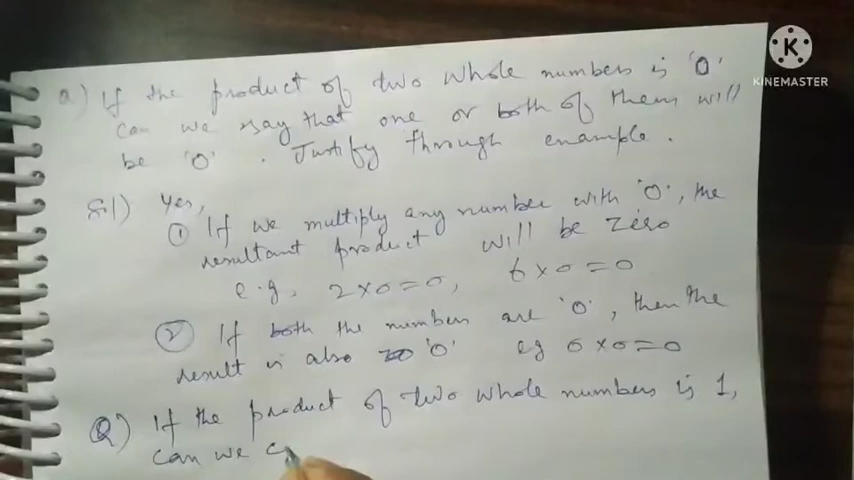 K
KINEMASTER
Q) If the product of two whole numbers is '0'
can we say that one or both of them will
be '0'. Justify through example.
Sol) Yes,
① If we multiply any number with '0', the
resultant product will be zero
e.g, 2×0=0, 6×0=0
② If both the numbers are '0', then the
result is also '0' eg 0×0=0
Q) If the product of two whole numbers is 1,
can we c